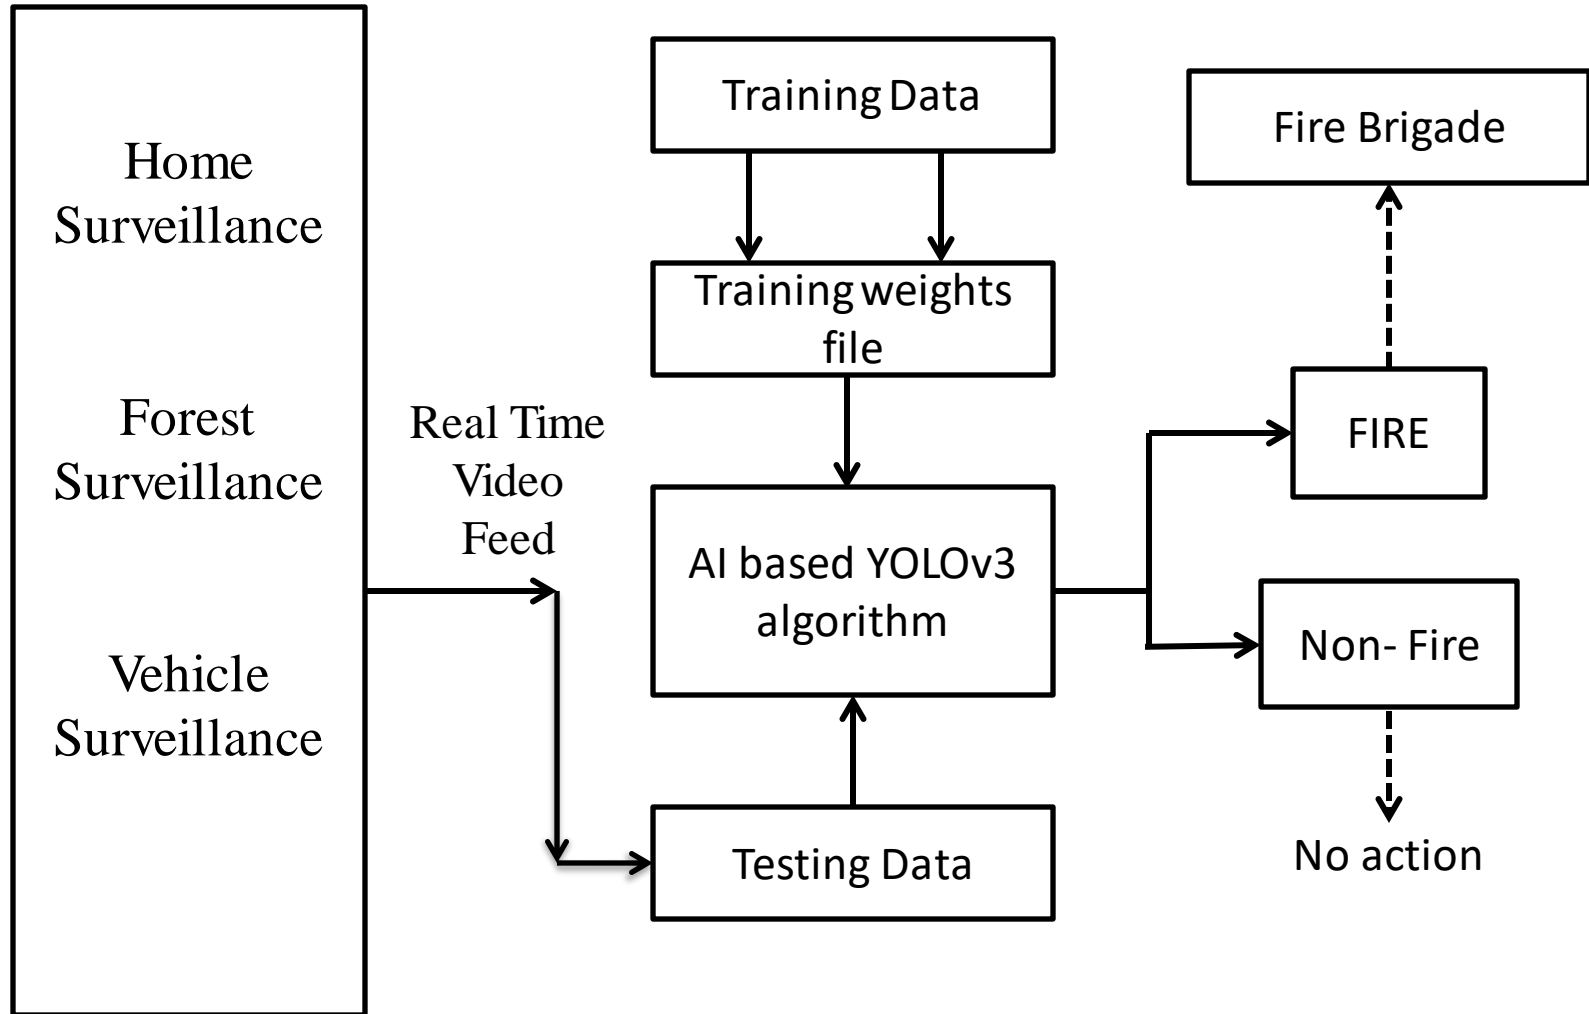 Home
Surveillance
Forest
Surveillance
Vehicle
Surveillance
Real Time
Video
Feed
Training Data
Training weights
file
AI based YOLOv3
algorithm
Testing Data
Fire Brigade
FIRE
Non- Fire
No action